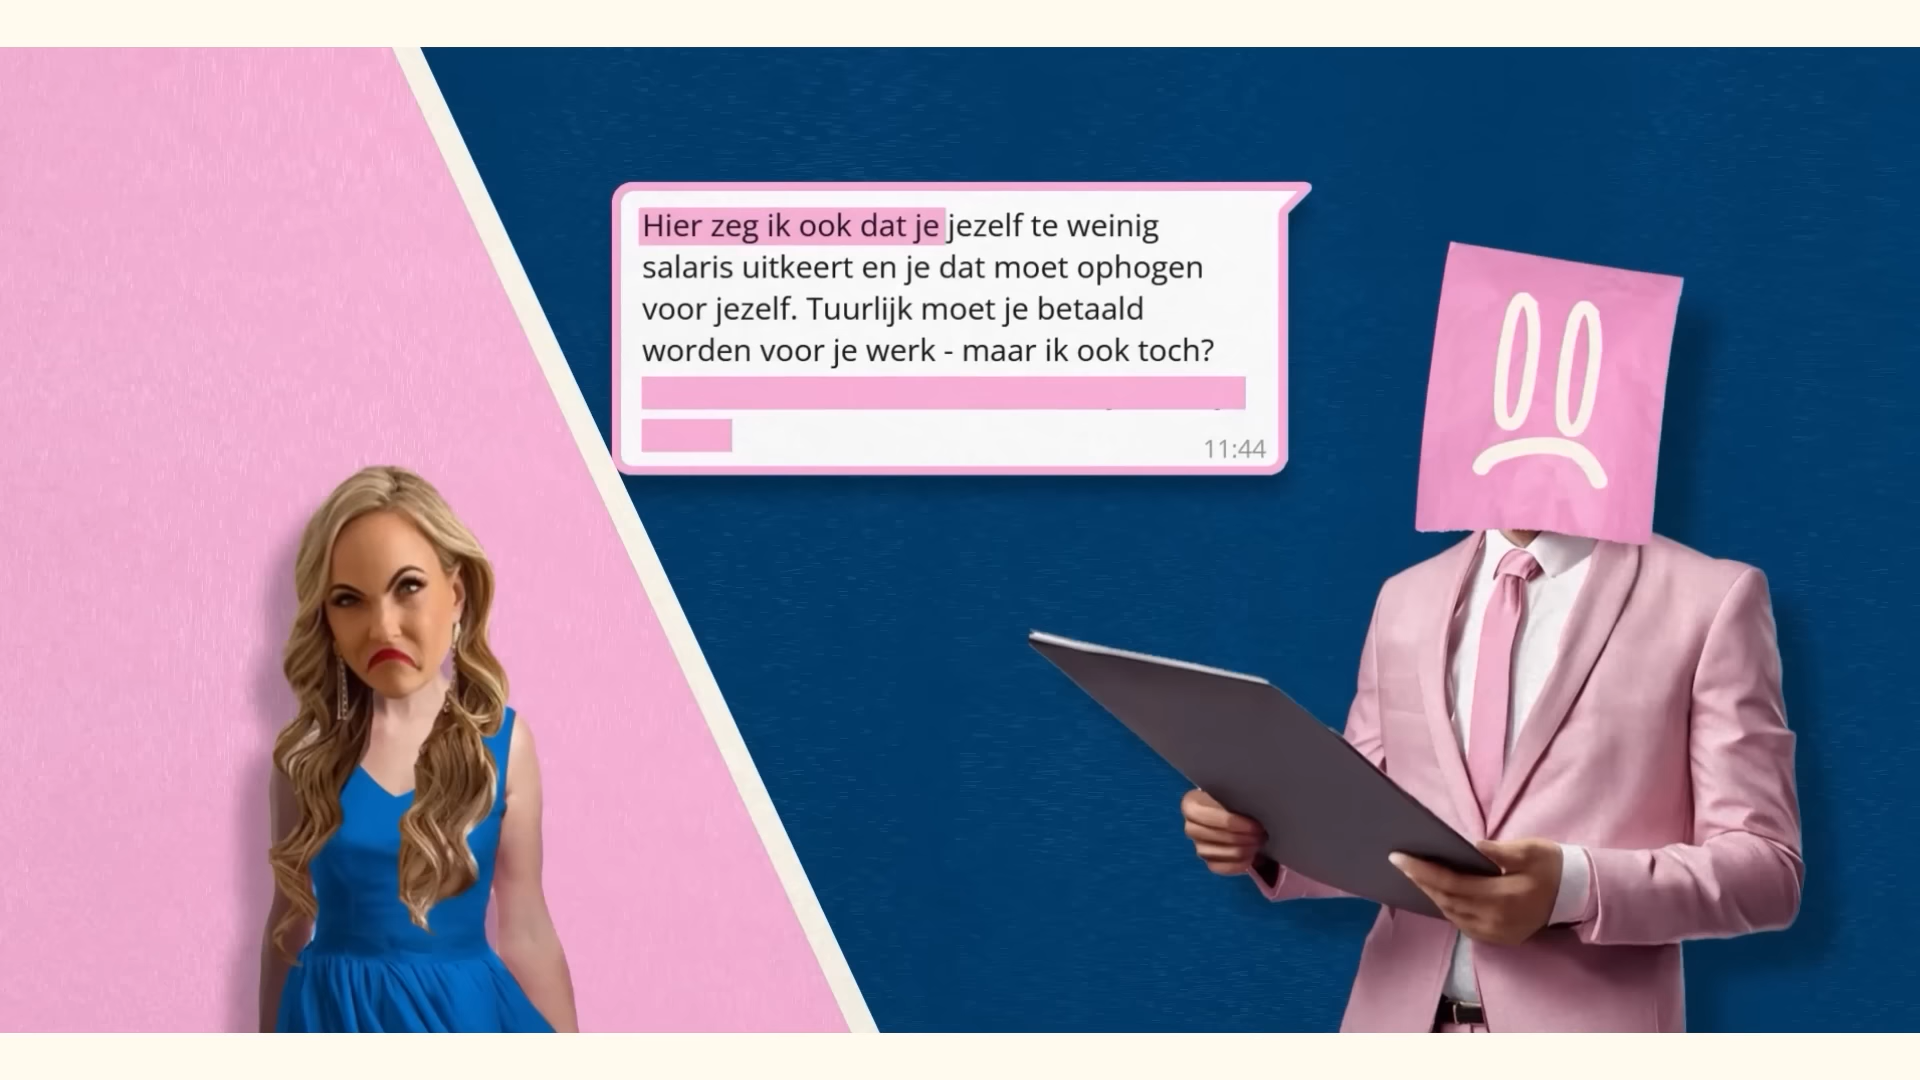 Hier zeg ik ook dat je jezelf te weinig
salaris uitkeert en je dat moet ophogen
voor jezelf. Tuurlijk moet je betaald
worden voor je werk - maar ik ook toch?
11:44